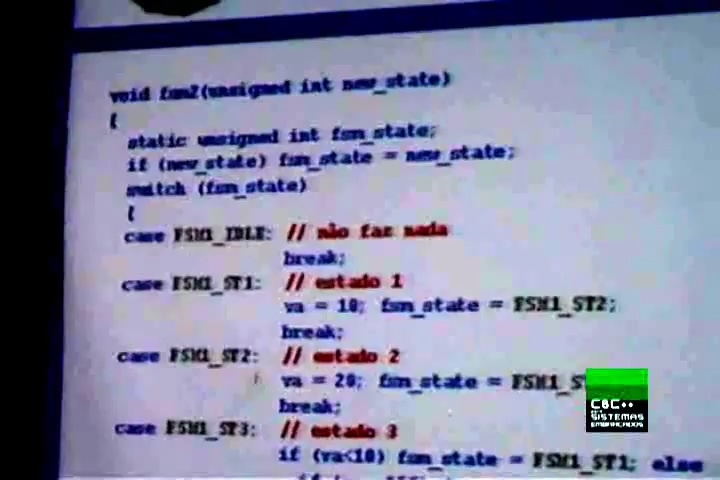 void fsm2(unsigned int new_state)
{
static unsigned int fsm_state;
if (new_state) fsm_state = new_state;
switch (fsm_state)
{
case FSM1_IDLE: // não faz nada
break;
case FSM1_ST1: // estado 1
va = 10; fsm_state = FSM1_ST2;
break;
case FSM1_ST2: // estado 2
va = 20; fsm_state =
break;
case FSM1_ST3: // estado 3
if (va<10) fsm_state = FSM1_ST1; else
C&C++
SISTEMAS
EMBARCADOS